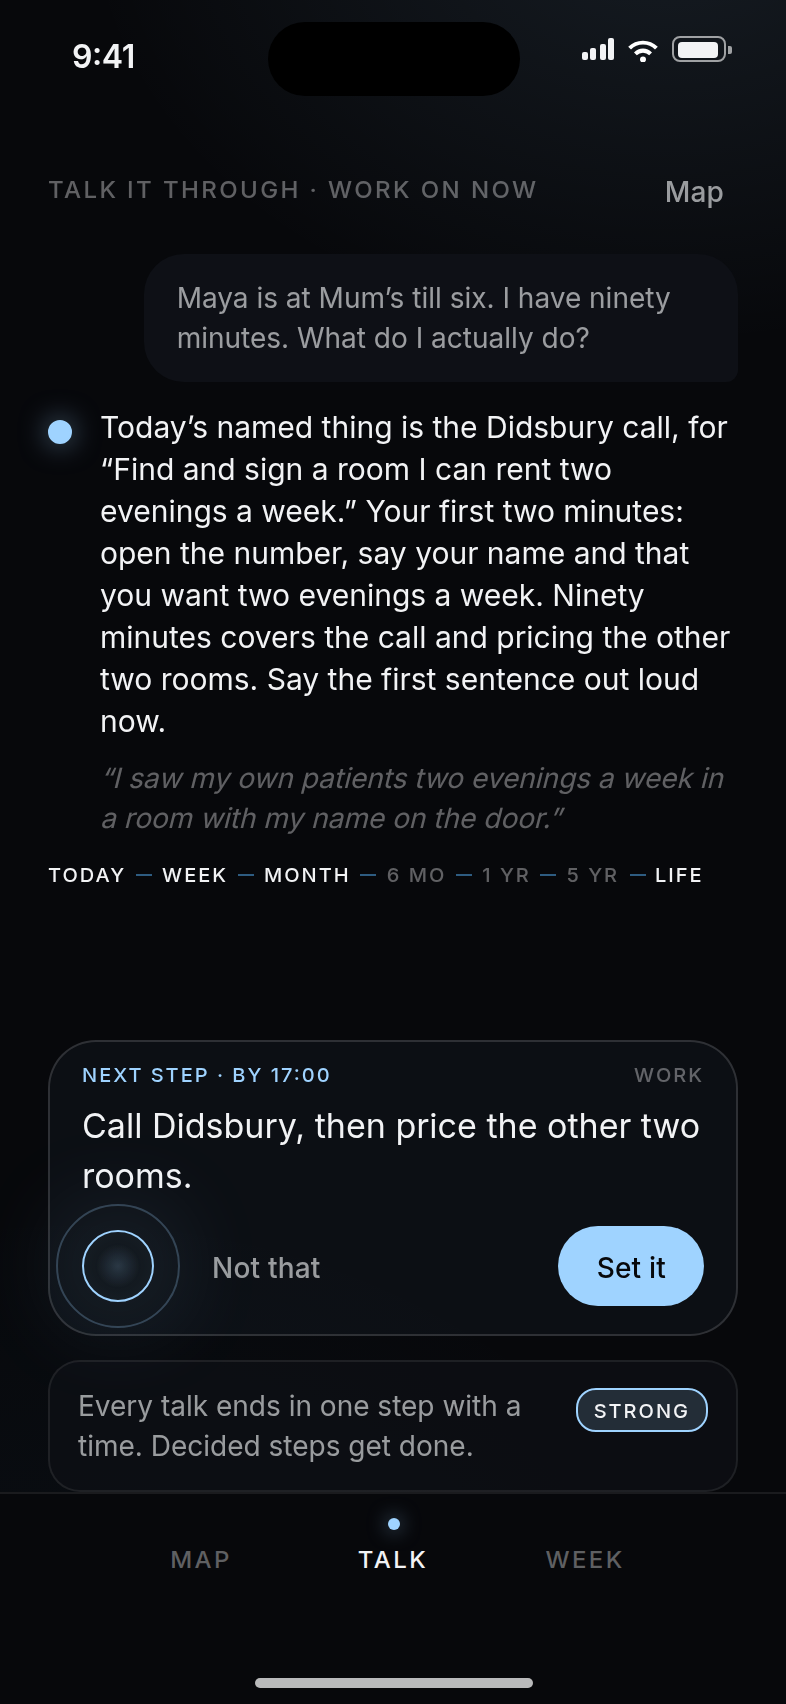 9:41
TALK IT THROUGH · WORK ON NOW
Map
Maya is at Mum’s till six. I have ninety
minutes. What do I actually do?
Today’s named thing is the Didsbury call, for
“Find and sign a room I can rent two
evenings a week.” Your first two minutes:
open the number, say your name and that
you want two evenings a week. Ninety
minutes covers the call and pricing the other
two rooms. Say the first sentence out loud
now.
“I saw my own patients two evenings a week in
a room with my name on the door.”
TODAY — WEEK — MONTH — 6 MO — 1 YR — 5 YR — LIFE
NEXT STEP · BY 17:00
WORK
Call Didsbury, then price the other two
rooms.
Not that
Set it
Every talk ends in one step with a
time. Decided steps get done.
STRONG
MAP
TALK
WEEK